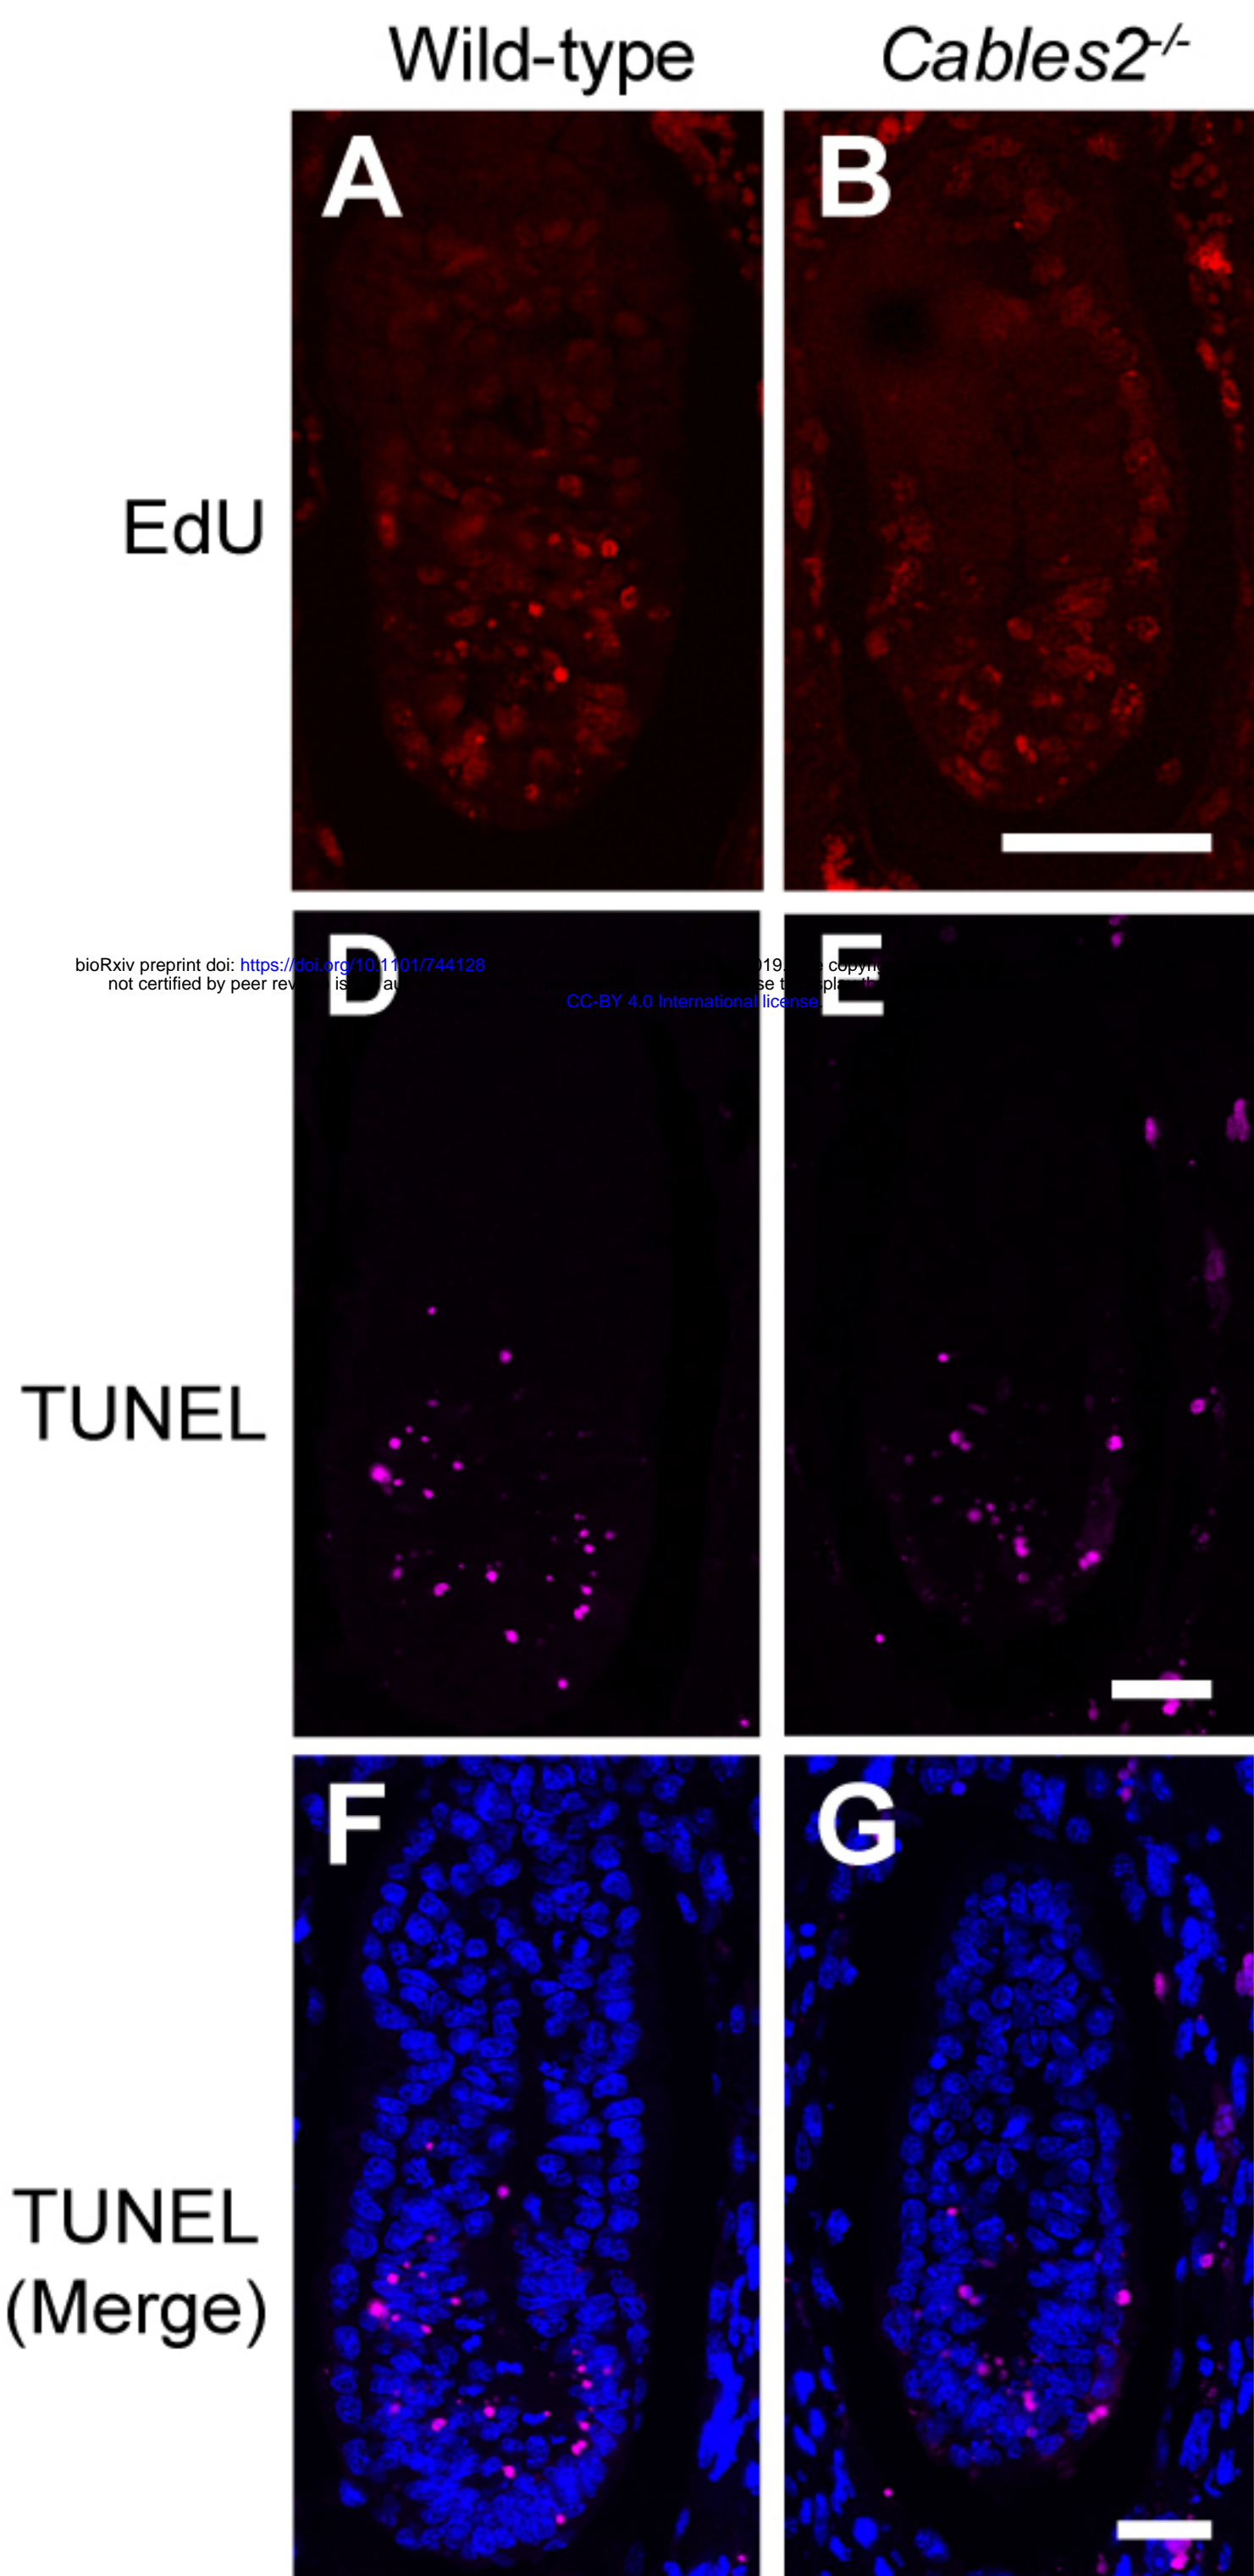 Wild-type Cables2-/-
A B
EdU
D E
bioRxiv preprint doi: https://doi.org/10.1101/744128
not certified by peer
CC-BY 4.0 International license
TUNEL
F G
TUNEL
(Merge)